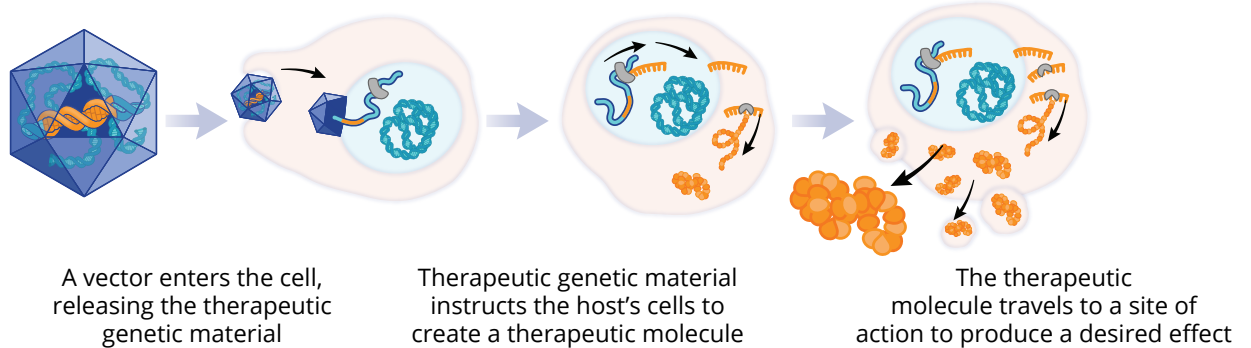 A vector enters the cell,
releasing the therapeutic
genetic material
Therapeutic genetic material
instructs the host's cells to
create a therapeutic molecule
The therapeutic
molecule travels to a site of
action to produce a desired effect